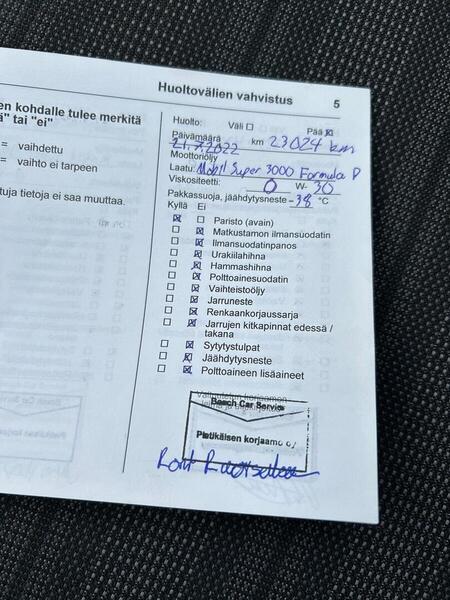 Huoltovälien vahvistus 5
en kohdalle tulee merkitä
ä" tai "ei"
= vaihdettu
= vaihto ei tarpeen
tuja tietoja ei saa muuttaa.
Huolto: Väli ☐ Pää ☒
Päivämäärä km 23024 km
21.7.2022
Moottoriöljy
Laatu: Mobil Super 3000 Formula P
Viskositeetti: 0 W- 30
Pakkassuoja, jäähdytysneste -38 °C
Kyllä Ei
☒ ☐ Paristo (avain)
☐ ☒ Matkustamon ilmansuodatin
☐ ☒ Ilmansuodatinpanos
☐ ☒ Urakiilahihna
☐ ☒ Hammashihna
☐ ☒ Polttoainesuodatin
☐ ☒ Vaihteistoöljy
☐ ☒ Jarruneste
☐ ☒ Renkaankorjaussarja
☐ ☒ Jarrujen kitkapinnat edessä /
takana
☐ ☒ Sytytystulpat
☐ ☒ Jäähdytysneste
☐ ☒ Polttoaineen lisäaineet
Bosch Car Service
korjaamo oy